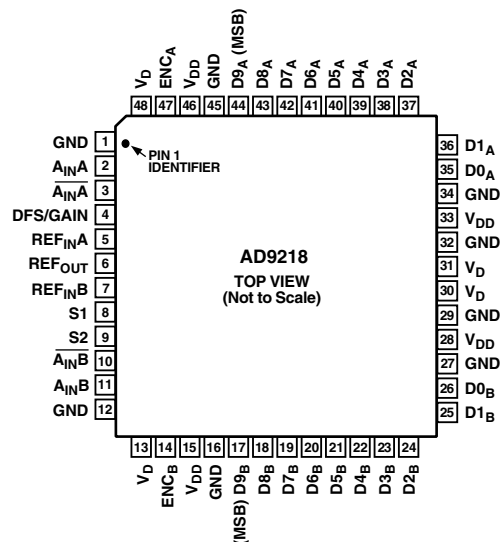 VD
ENCA
VDD
GND
D9A (MSB)
D8A
D7A
D6A
D5A
D4A
D3A
D2A
48 47 46 45 44 43 42 41 40 39 38 37
GND 1
AINA 2
AINA 3
DFS/GAIN 4
REFINA 5
REFOUT 6
REFINB 7
S1 8
S2 9
AINB 10
AINB 11
GND 12
PIN 1
IDENTIFIER
AD9218
TOP VIEW
(Not to Scale)
36 D1A
35 D0A
34 GND
33 VDD
32 GND
31 VD
30 VD
29 GND
28 VDD
27 GND
26 D0B
25 D1B
13 14 15 16 17 18 19 20 21 22 23 24
VD
ENCB
VDD
GND
(MSB) D9B
D8B
D7B
D6B
D5B
D4B
D3B
D2B